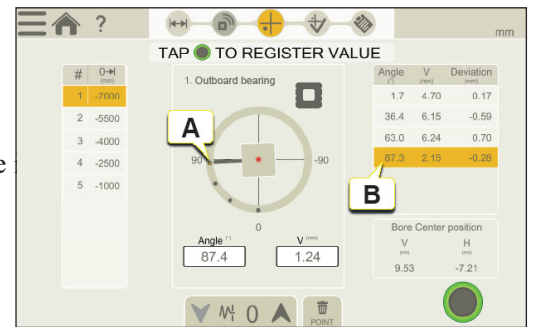 ?
mm
TAP TO REGISTER VALUE
# 0
(mm)
1 -7000
2 -5500
3 -4000
4 -2500
5 -1000
1. Outboard bearing
A
90 -90
0
Angle (°) V (mm)
87.4 1.24
0
POINT
Angle V Deviation
(°) (mm) (mm)
1.7 4.70 0.17
36.4 6.15 -0.59
63.0 6.24 0.70
87.3 2.15 -0.28
B
Bore Center position
V H
(mm) (mm)
9.53 -7.21
e